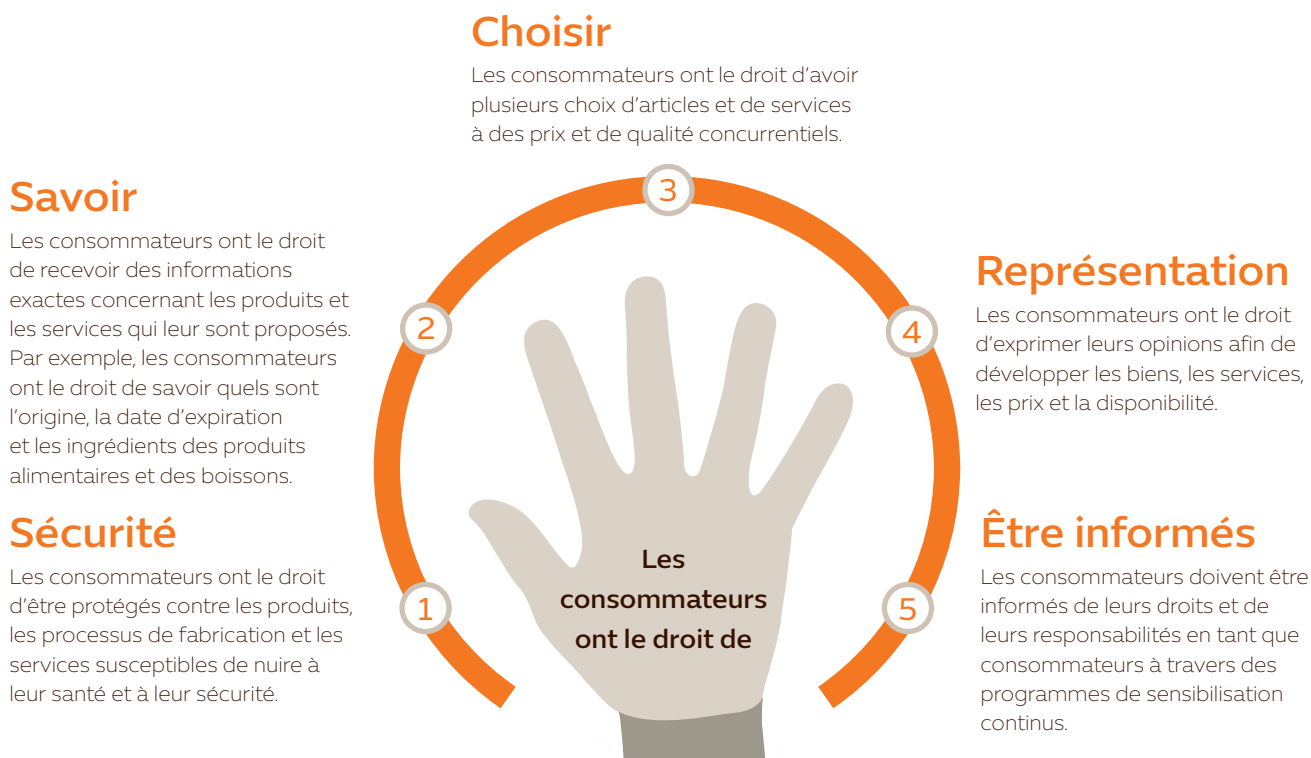 Choisir
Les consommateurs ont le droit d'avoir
plusieurs choix d'articles et de services
à des prix et de qualité concurrentiels.
3
Savoir
Les consommateurs ont le droit
de recevoir des informations
exactes concernant les produits et
les services qui leur sont proposés.
Par exemple, les consommateurs
ont le droit de savoir quels sont
l'origine, la date d'expiration
et les ingrédients des produits
alimentaires et des boissons.
2
Représentation
Les consommateurs ont le droit
d'exprimer leurs opinions afin de
développer les biens, les services,
les prix et la disponibilité.
4
Sécurité
Les consommateurs ont le droit
d'être protégés contre les produits,
les processus de fabrication et les
services susceptibles de nuire à
leur santé et à leur sécurité.
1
Les
consommateurs
ont le droit de
5
Être informés
Les consommateurs doivent être
informés de leurs droits et de
leurs responsabilités en tant que
consommateurs à travers des
programmes de sensibilisation
continus.